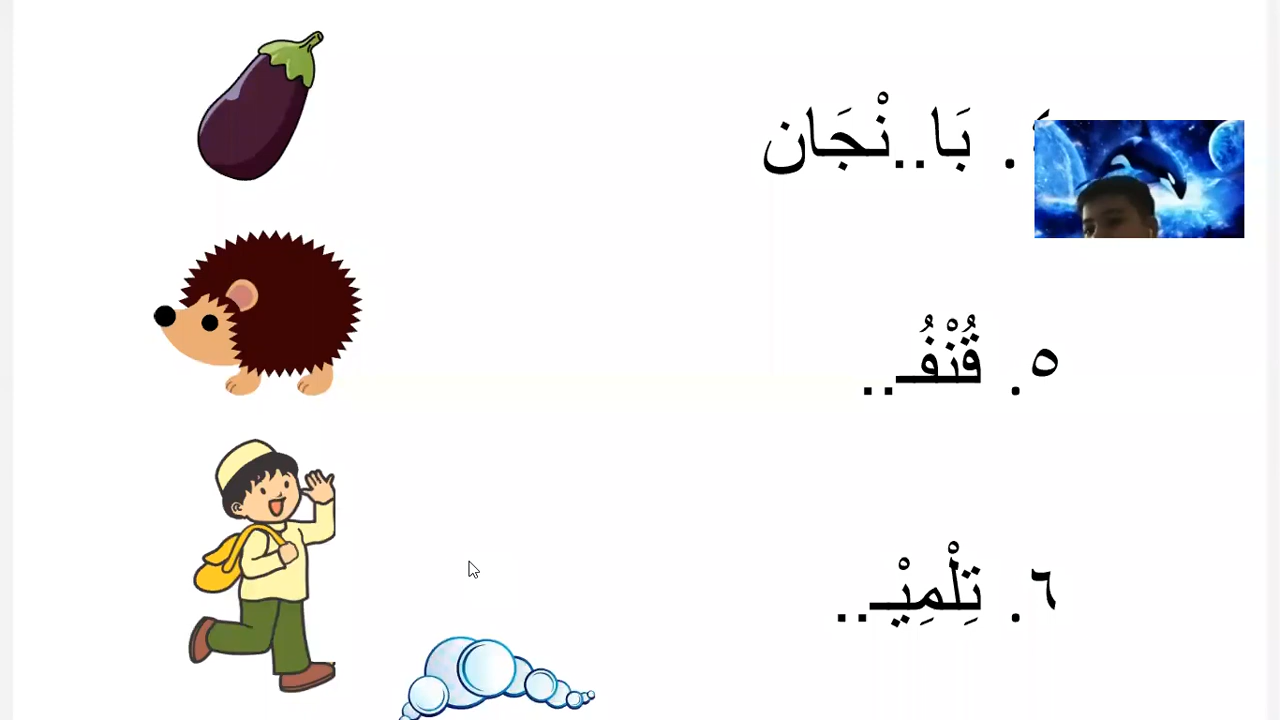 . بَا..نْجَان
٥. قُنْفُـ..
٦. تِلْمِيْـ..